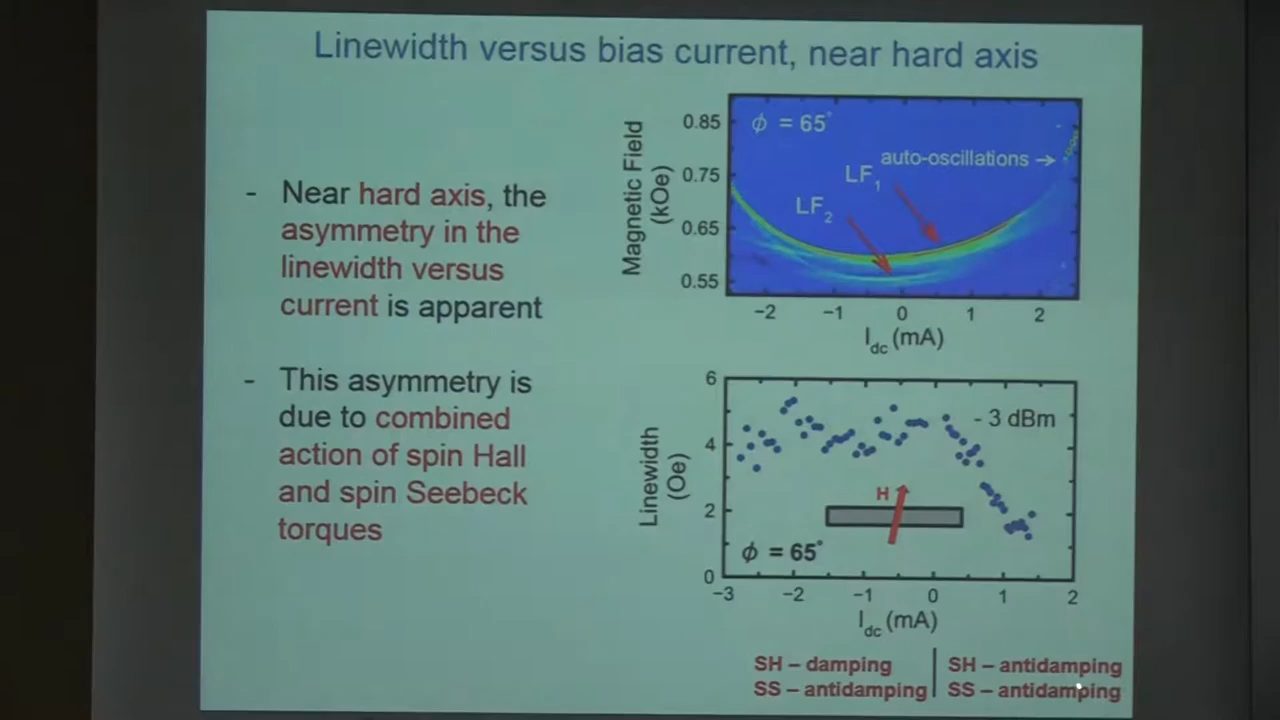 Linewidth versus bias current, near hard axis
- Near hard axis, the
asymmetry in the
linewidth versus
current is apparent
- This asymmetry is
due to combined
action of spin Hall
and spin Seebeck
torques
Magnetic Field
(kOe)
0.85
0.75
0.65
0.55
ϕ = 65°
auto-oscillations →
LF₁
LF₂
−2 −1 0 1 2
I_dc (mA)
Linewidth
(Oe)
6
4
2
0
- 3 dBm
H
ϕ = 65°
−3 −2 −1 0 1 2
I_dc (mA)
SH – damping
SS – antidamping
SH – antidamping
SS – antidamping